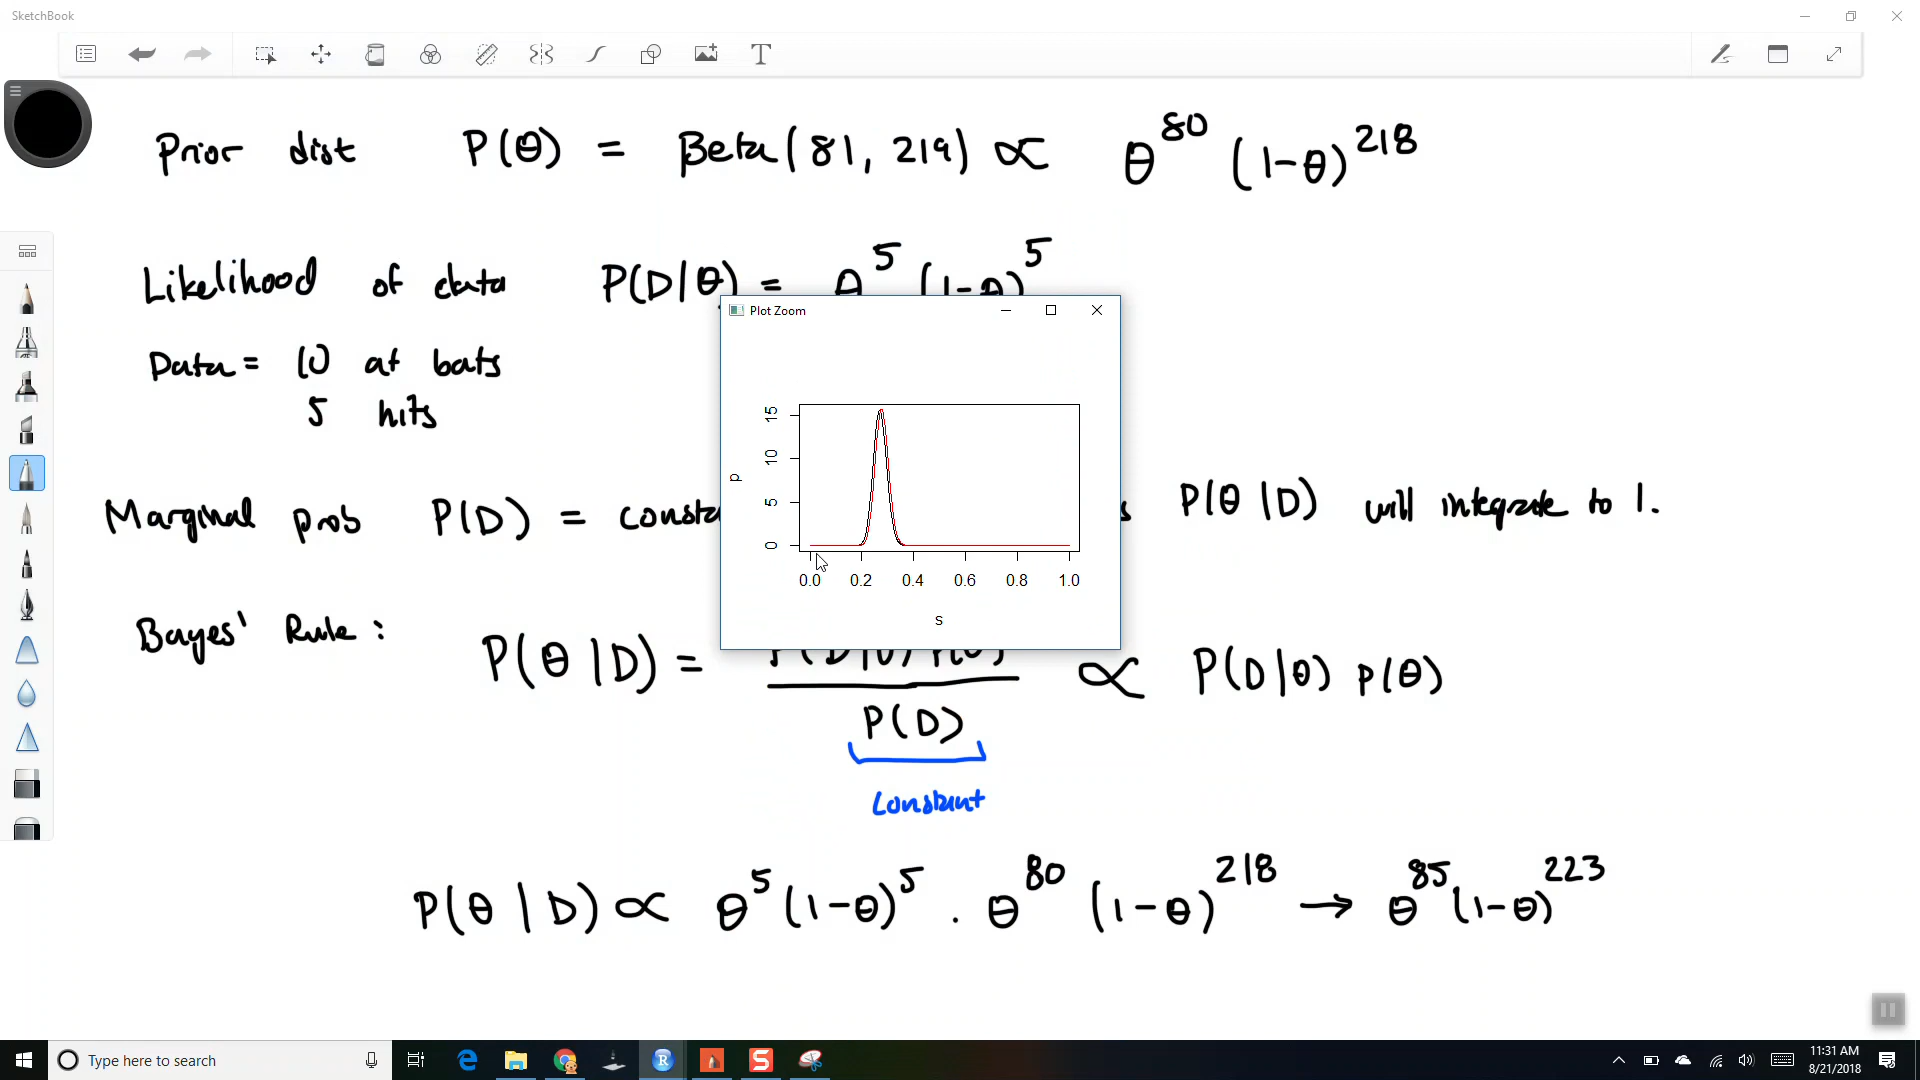 SketchBook
Prior dist P(θ) = Beta(81, 219) ∝ θ^80 (1-θ)^218
Likelihood of data P(D|θ) = θ^5 (1-θ)^5
Data = 10 at bats
5 hits
Plot Zoom
15
10
5
0
p
0.0 0.2 0.4 0.6 0.8 1.0
s
Marginal prob P(D) = P(θ|D) will integrate to 1.
Bayes' Rule: P(θ|D) = P(D|θ) P(θ) / P(D) ∝ P(D|θ) P(θ)
Constant
P(θ|D) ∝ θ^5 (1-θ)^5 . θ^80 (1-θ)^218 → θ^85 (1-θ)^223
Type here to search
11:31 AM
8/21/2018